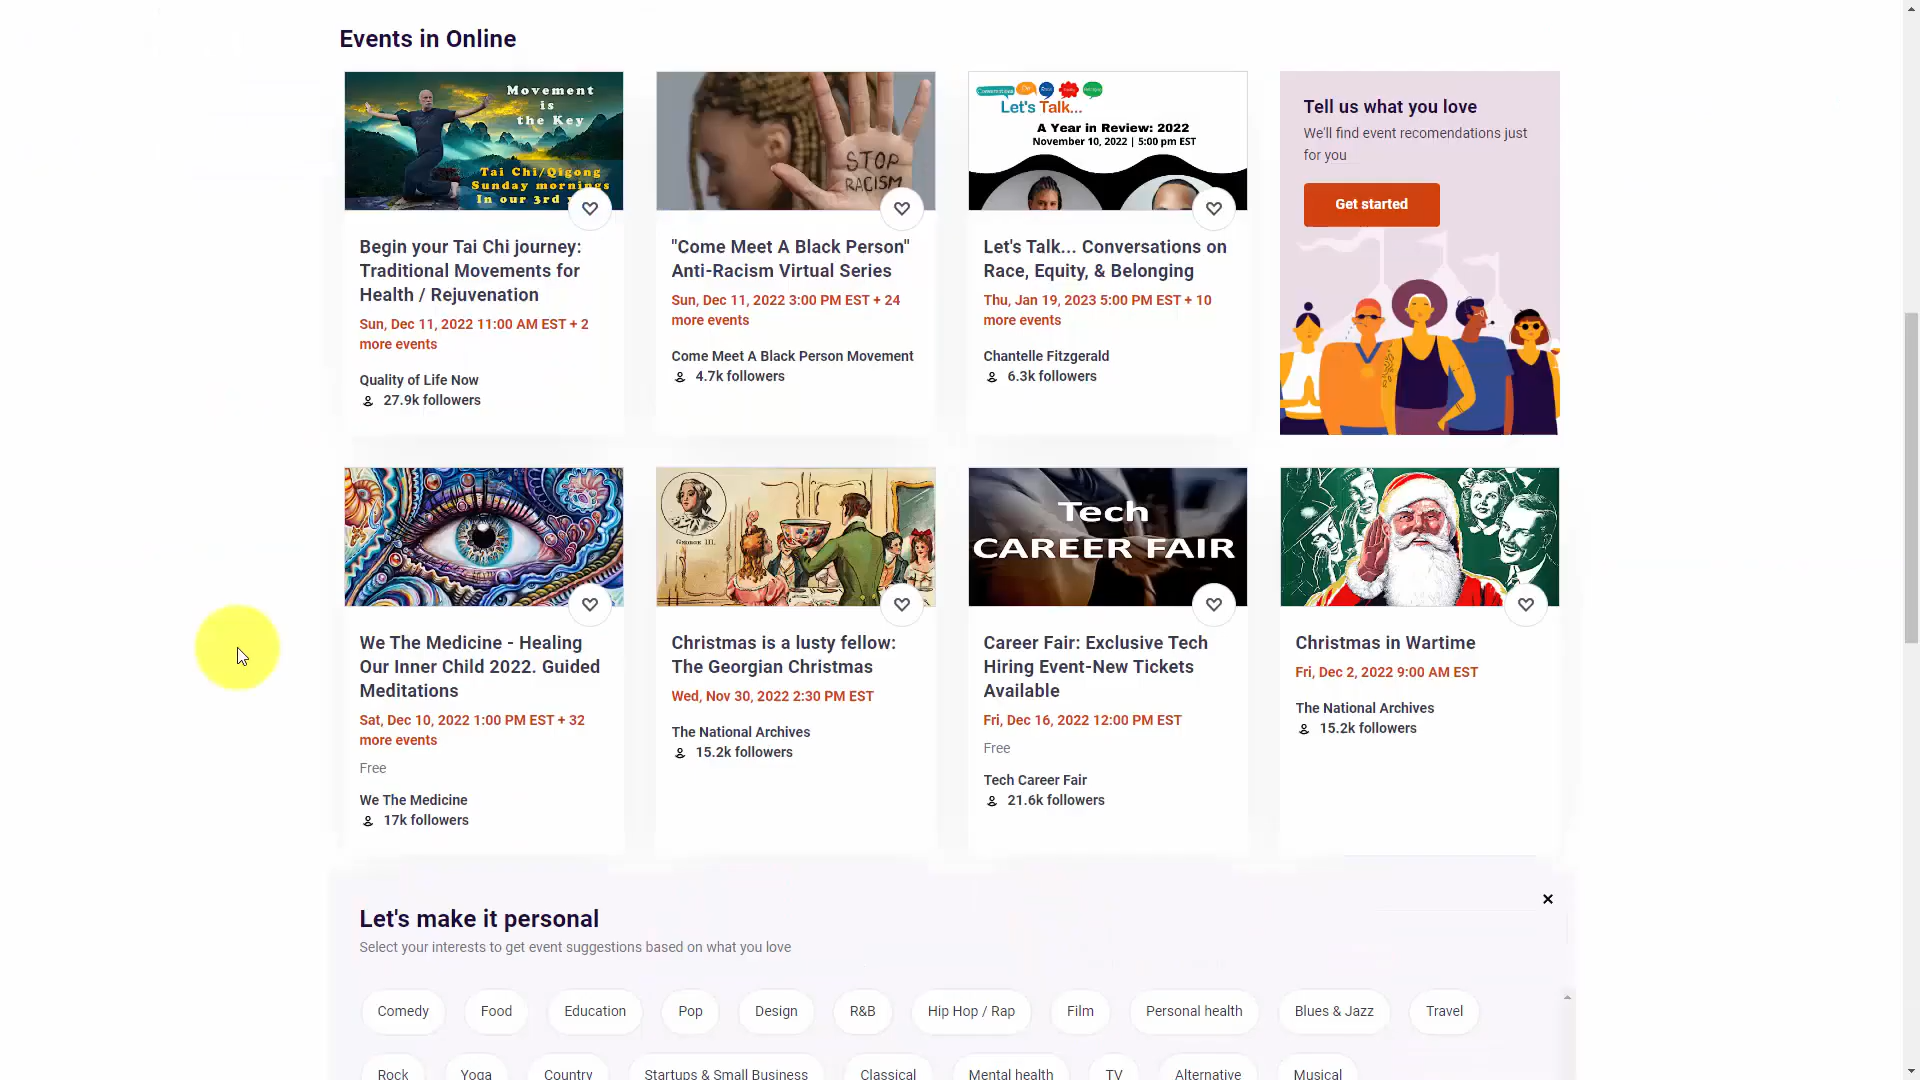 Events in Online
Movement
is
the Key
Tai Chi/Qigong
Sunday mornings
In our 3rd
STOP
RACISM
Let's Talk...
A Year in Review: 2022
November 10, 2022 | 5:00 pm EST
Tell us what you love
We'll find event recomendations just
for you
Get started
Begin your Tai Chi journey:
Traditional Movements for
Health / Rejuvenation
Sun, Dec 11, 2022 11:00 AM EST + 2
more events
Quality of Life Now
27.9k followers
"Come Meet A Black Person"
Anti-Racism Virtual Series
Sun, Dec 11, 2022 3:00 PM EST + 24
more events
Come Meet A Black Person Movement
4.7k followers
Let's Talk... Conversations on
Race, Equity, & Belonging
Thu, Jan 19, 2023 5:00 PM EST + 10
more events
Chantelle Fitzgerald
6.3k followers
GEORGE III.
Tech
CAREER FAIR
We The Medicine - Healing
Our Inner Child 2022. Guided
Meditations
Sat, Dec 10, 2022 1:00 PM EST + 32
more events
Free
We The Medicine
17k followers
Christmas is a lusty fellow:
The Georgian Christmas
Wed, Nov 30, 2022 2:30 PM EST
The National Archives
15.2k followers
Career Fair: Exclusive Tech
Hiring Event-New Tickets
Available
Fri, Dec 16, 2022 12:00 PM EST
Free
Tech Career Fair
21.6k followers
Christmas in Wartime
Fri, Dec 2, 2022 9:00 AM EST
The National Archives
15.2k followers
Let's make it personal
Select your interests to get event suggestions based on what you love
Comedy Food Education Pop Design R&B Hip Hop / Rap Film Personal health Blues & Jazz Travel
Rock Yoga Country Startups & Small Business Classical Mental health TV Alternative Musical